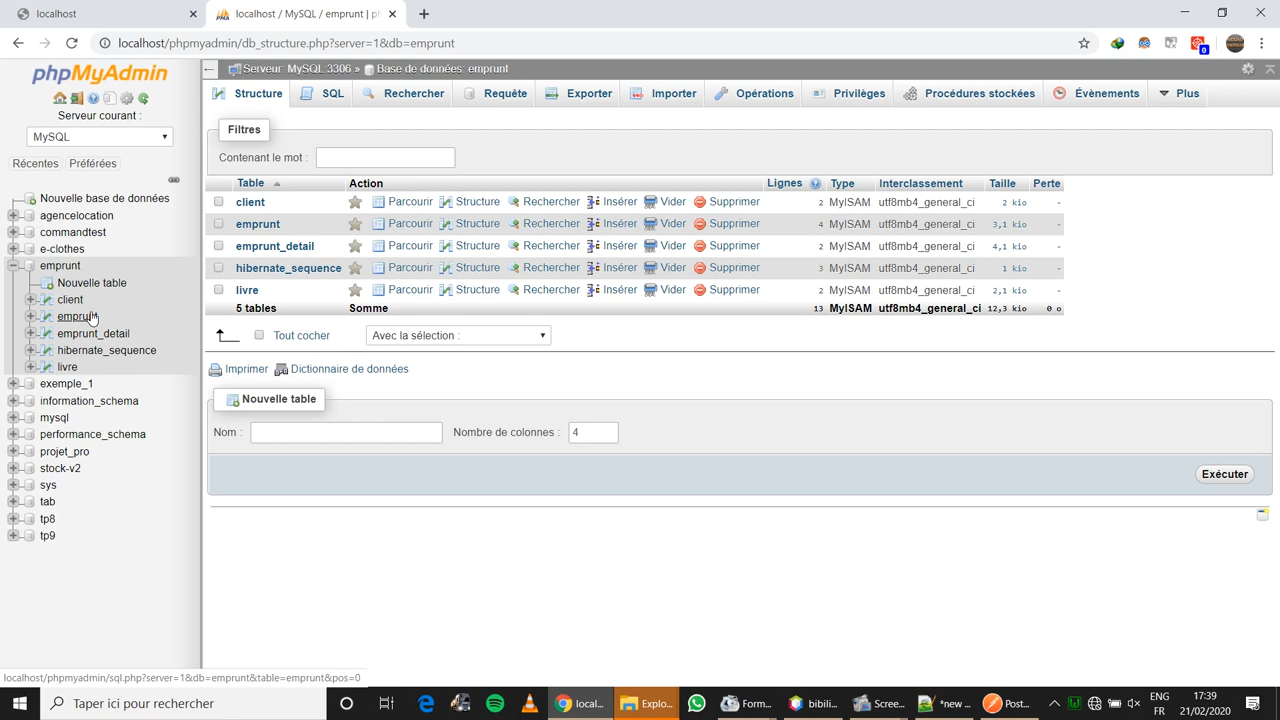 localhost
localhost / MySQL / emprunt | p
localhost/phpmyadmin/db_structure.php?server=1&db=emprunt
0
phpMyAdmin
Serveur courant :
MySQL
Récentes Préférées
Nouvelle base de données
agencelocation
commandtest
e-clothes
emprunt
Nouvelle table
client
emprunt
emprunt_detail
hibernate_sequence
livre
exemple_1
information_schema
mysql
performance_schema
projet_pro
stock-v2
sys
tab
tp8
tp9
Serveur: MySQL:3306 » Base de données: emprunt
Structure SQL Rechercher Requête Exporter Importer Opérations Privilèges Procédures stockées Évènements Plus
Filtres
Contenant le mot :
Table Action Lignes Type Interclassement Taille Perte
client Parcourir Structure Rechercher Insérer Vider Supprimer 2 MyISAM utf8mb4_general_ci 2 kio -
emprunt Parcourir Structure Rechercher Insérer Vider Supprimer 4 MyISAM utf8mb4_general_ci 3,1 kio -
emprunt_detail Parcourir Structure Rechercher Insérer Vider Supprimer 2 MyISAM utf8mb4_general_ci 4,1 kio -
hibernate_sequence Parcourir Structure Rechercher Insérer Vider Supprimer 3 MyISAM utf8mb4_general_ci 1 kio -
livre Parcourir Structure Rechercher Insérer Vider Supprimer 2 MyISAM utf8mb4_general_ci 2,1 kio -
5 tables Somme 13 MyISAM utf8mb4_general_ci 12,3 kio 0 o
Tout cocher Avec la sélection :
Imprimer Dictionnaire de données
Nouvelle table
Nom : Nombre de colonnes : 4
Exécuter
localhost/phpmyadmin/sql.php?server=1&db=emprunt&table=emprunt&pos=0
Taper ici pour rechercher
local... Explo... Form... bibili... Scree... *new ... Post...
ENG
FR
17:39
21/02/2020